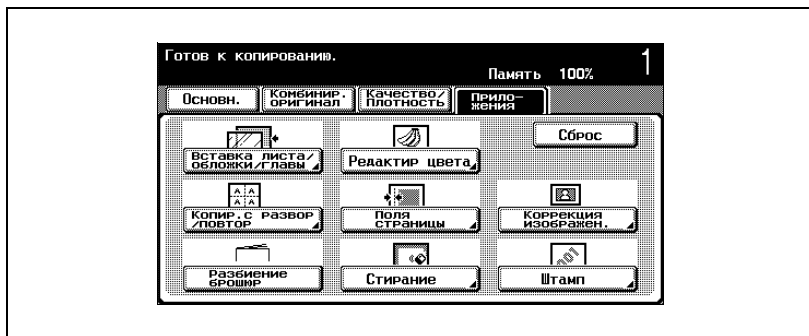 Готов к копированию.
1
Память 100%
Основн.
Комбинир.
оригинал
Качество/
Плотность
Прило-
жения
Вставка листа/
обложки/главы
Редактир цвета
Сброс
A A
A A
Копир.с развор
/повтор
Поля
страницы
Коррекция
изображен.
Разбиение
брошюр
Стирание
001
Штамп